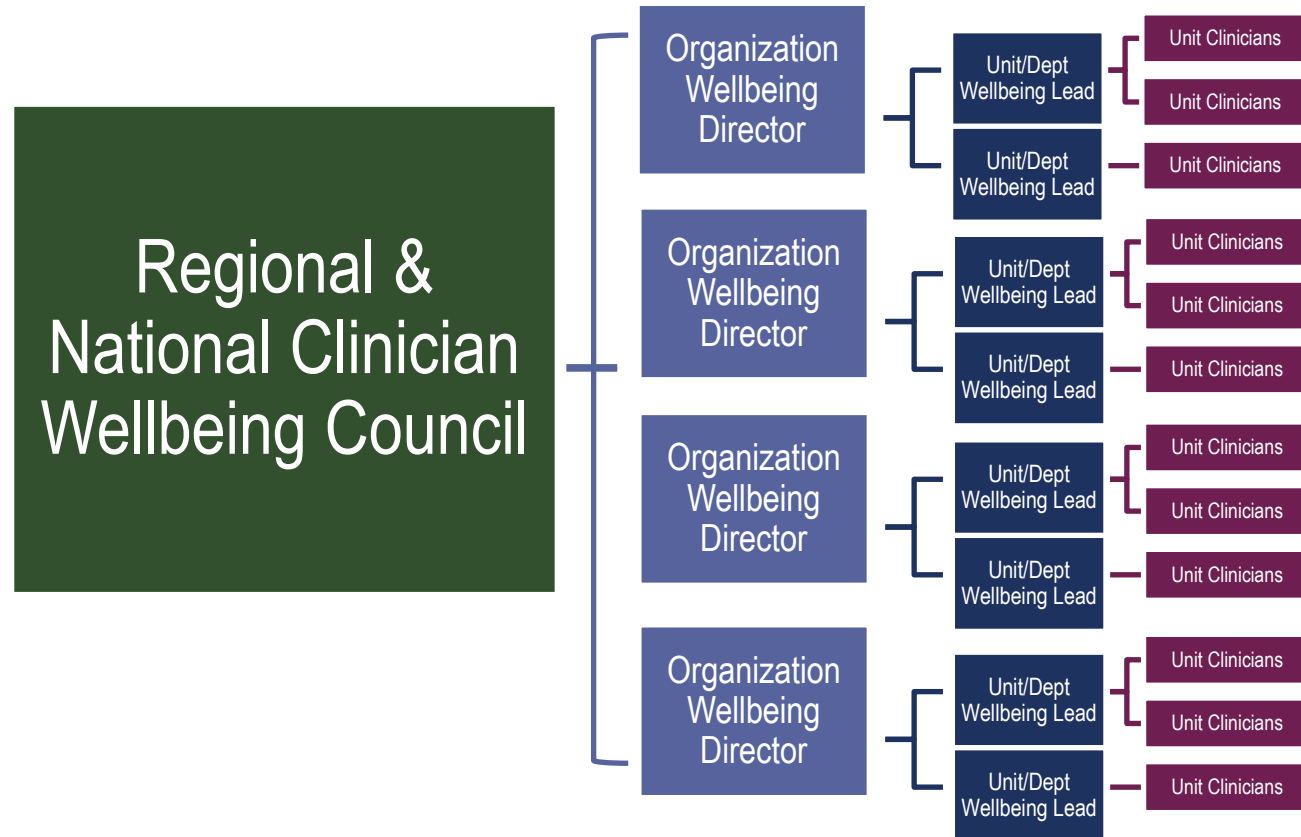 Regional &
National Clinician
Wellbeing Council
Organization
Wellbeing
Director
Unit/Dept
Wellbeing Lead
Unit Clinicians
Unit Clinicians
Unit/Dept
Wellbeing Lead
Unit Clinicians
Organization
Wellbeing
Director
Unit/Dept
Wellbeing Lead
Unit Clinicians
Unit Clinicians
Unit/Dept
Wellbeing Lead
Unit Clinicians
Organization
Wellbeing
Director
Unit/Dept
Wellbeing Lead
Unit Clinicians
Unit Clinicians
Unit/Dept
Wellbeing Lead
Unit Clinicians
Organization
Wellbeing
Director
Unit/Dept
Wellbeing Lead
Unit Clinicians
Unit Clinicians
Unit/Dept
Wellbeing Lead
Unit Clinicians